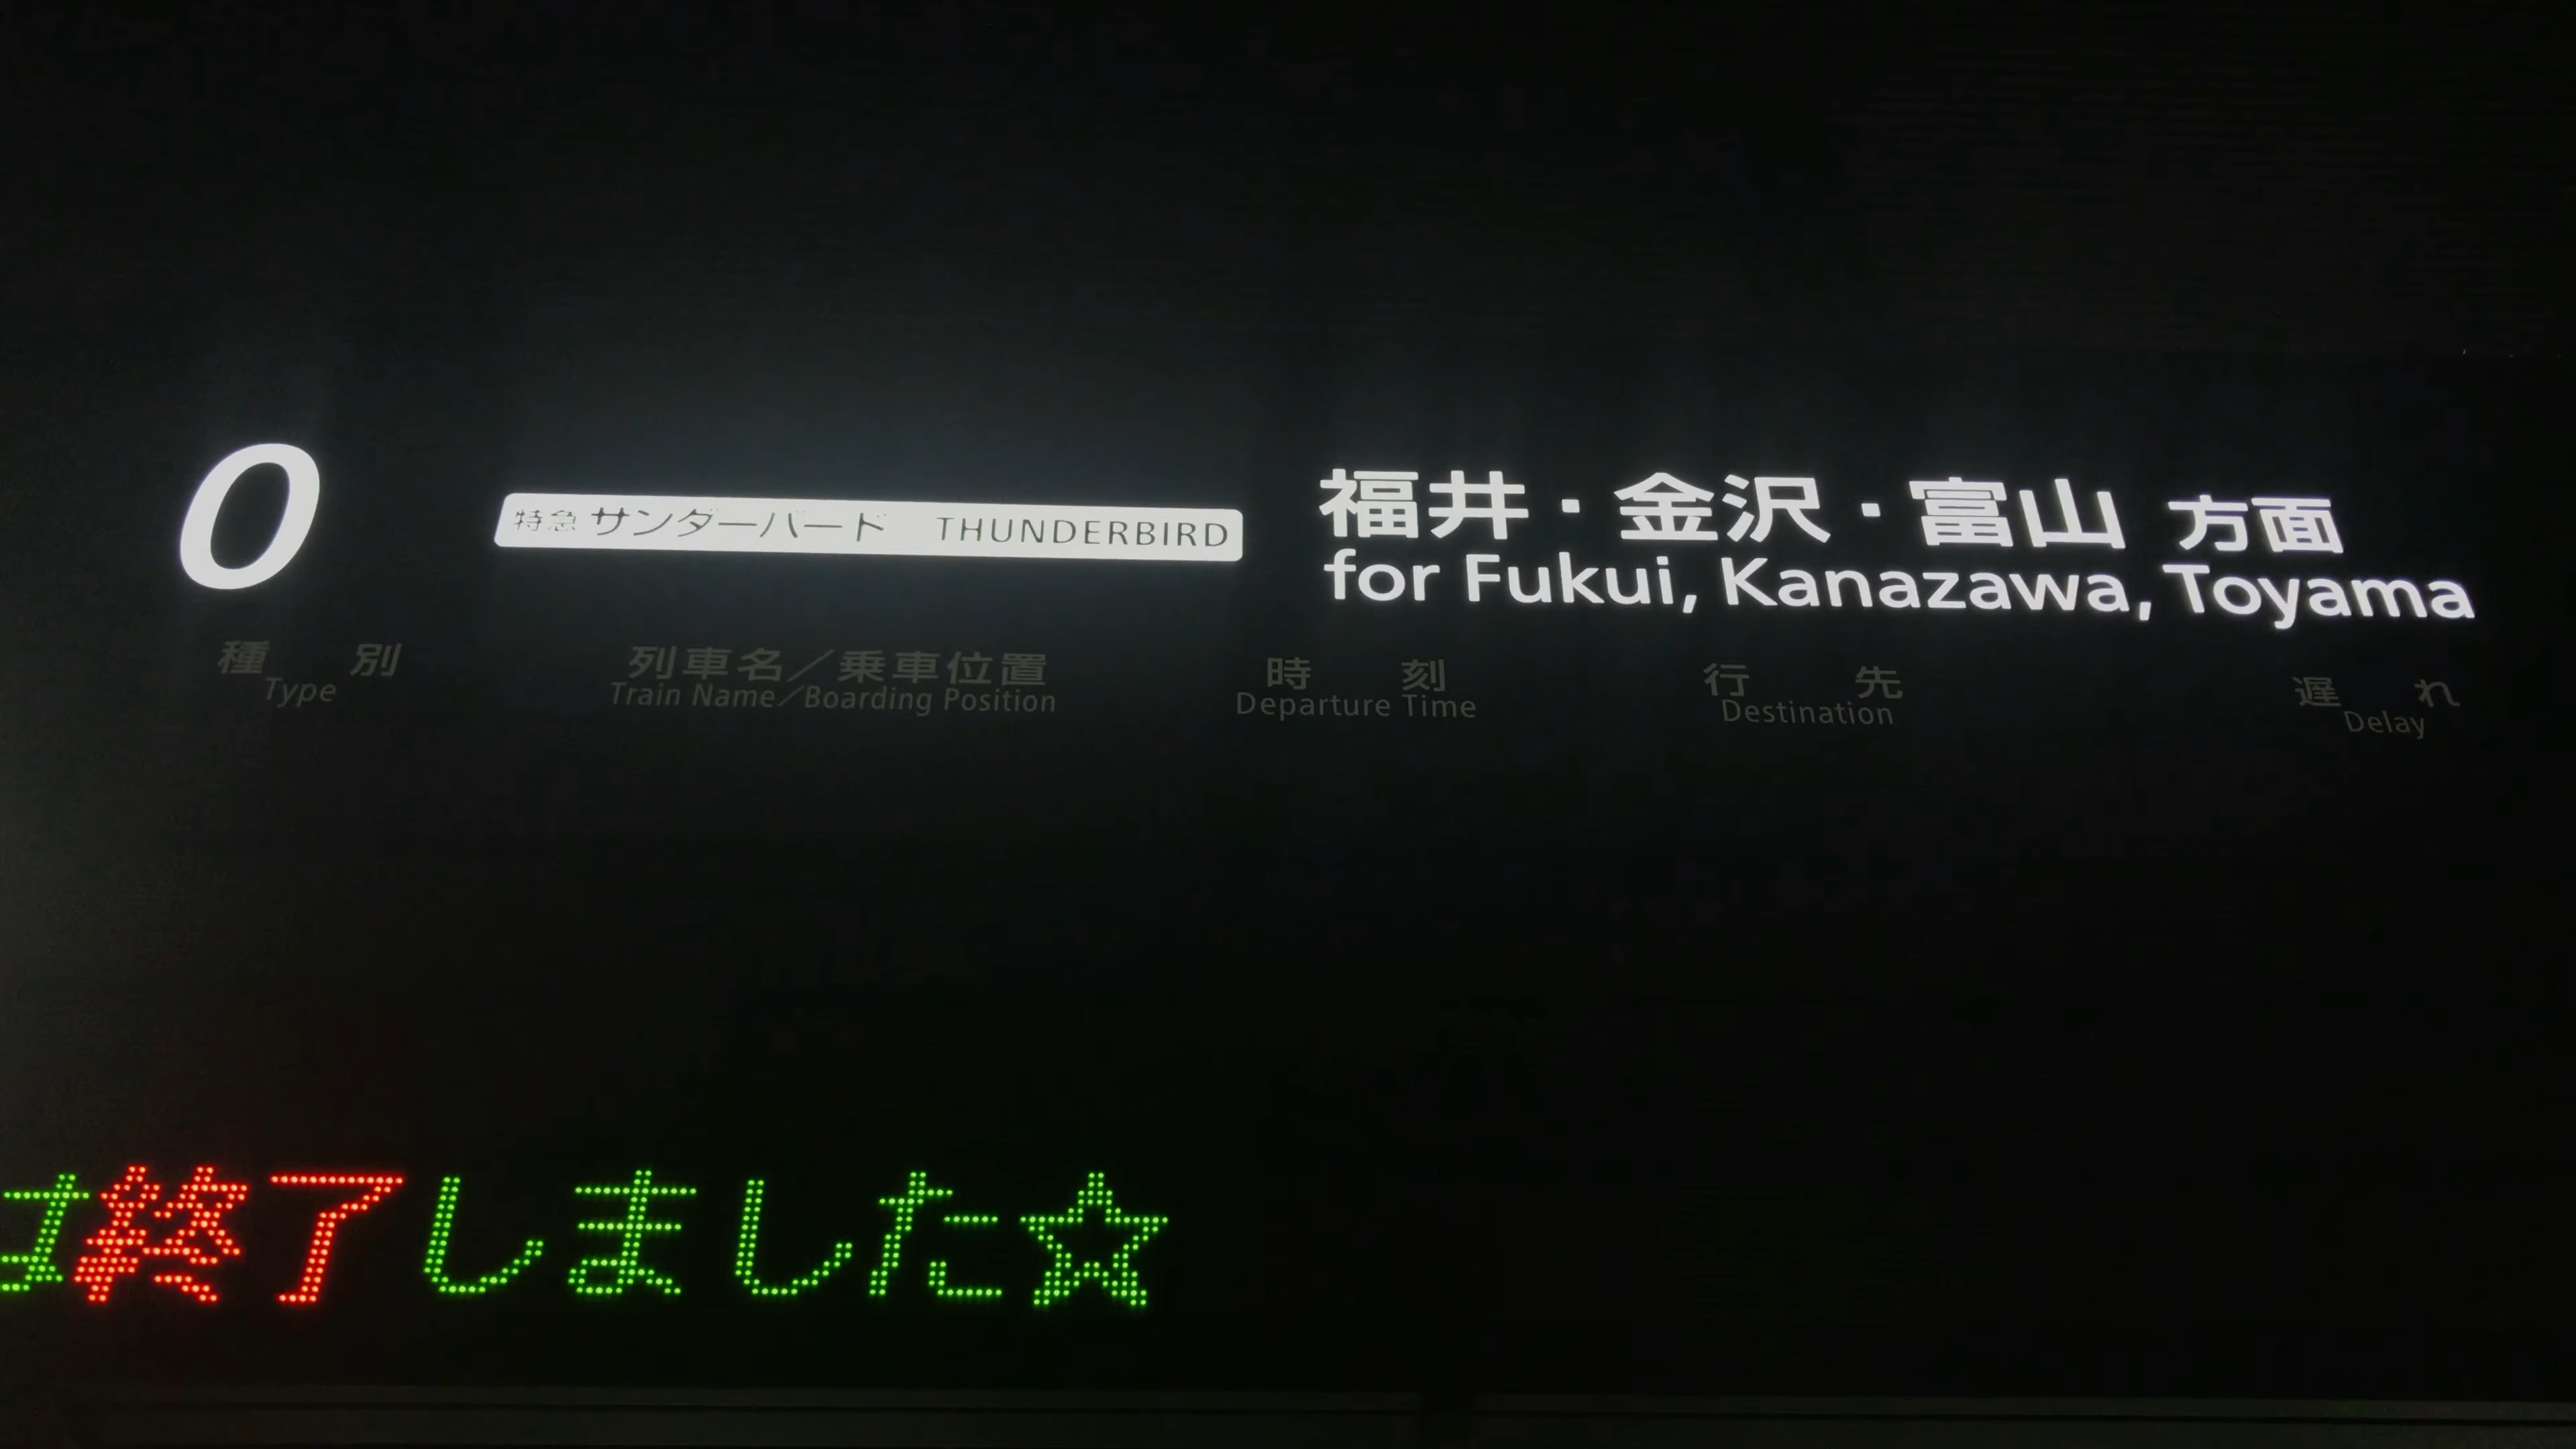 0 特急 サンダーバード THUNDERBIRD 福井・金沢・富山 方面
for Fukui, Kanazawa, Toyama
種別 列車名／乗車位置 時刻 行先 遅れ
Type Train Name／Boarding Position Departure Time Destination Delay
は終了しました☆